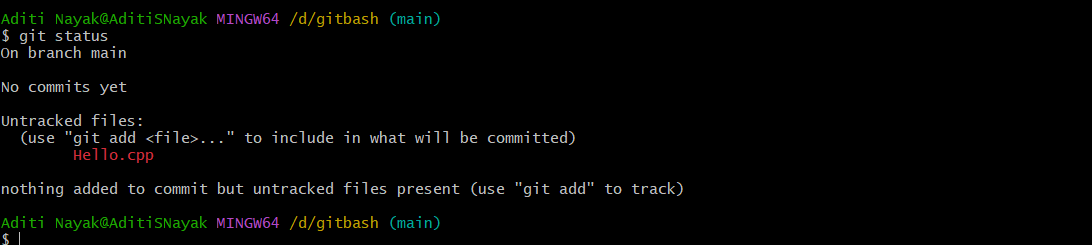 Aditi Nayak@AditiSNayak MINGW64 /d/gitbash (main)
$ git status
On branch main
No commits yet
Untracked files:
(use "git add <file>..." to include in what will be committed)
Hello.cpp
nothing added to commit but untracked files present (use "git add" to track)
Aditi Nayak@AditiSNayak MINGW64 /d/gitbash (main)
$